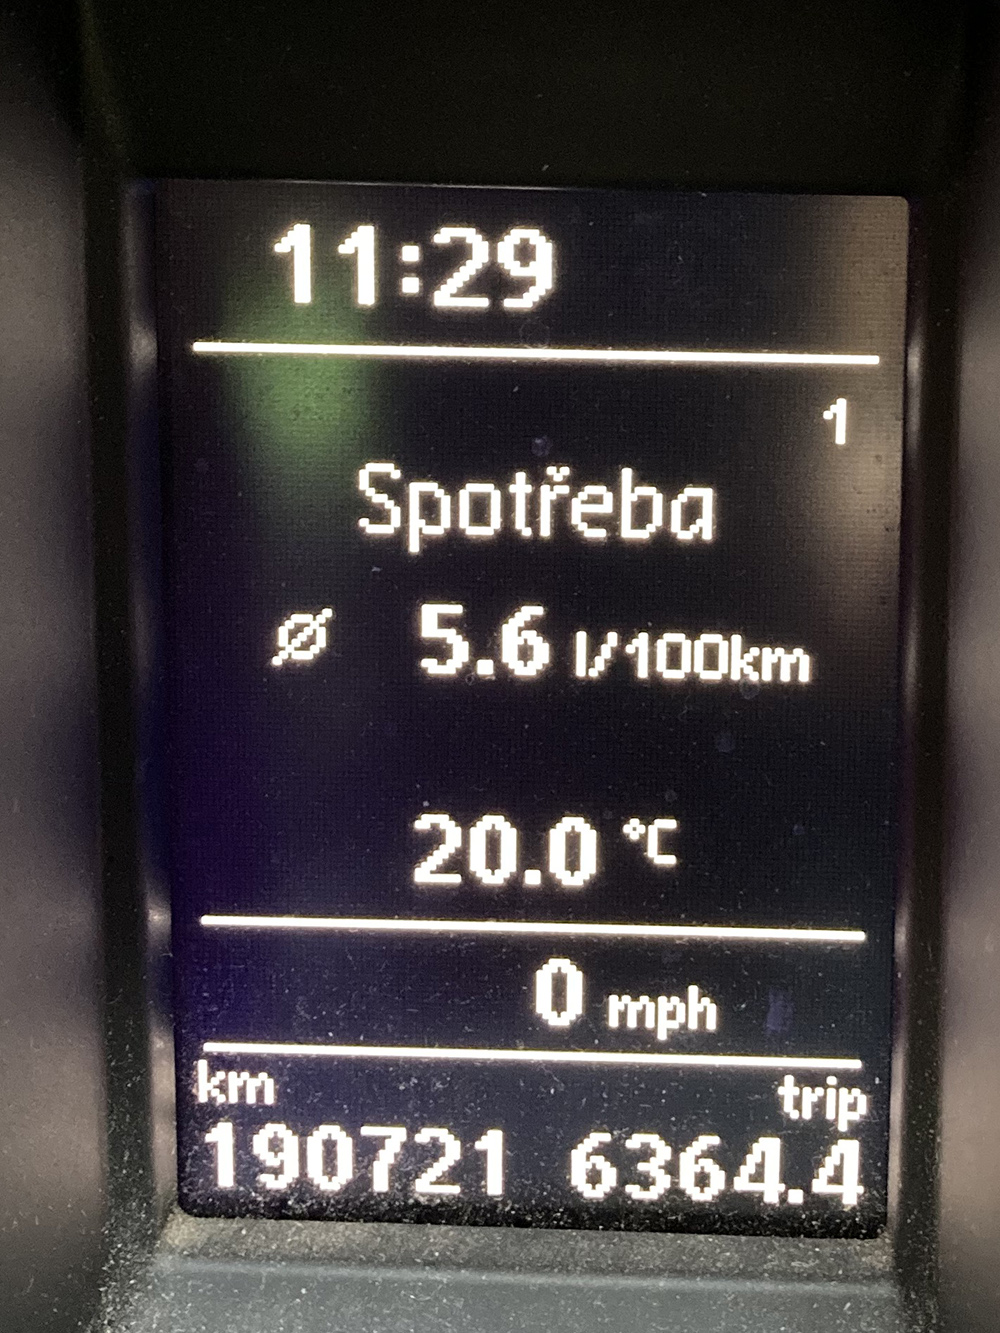 11:29
1
Spotřeba
Ø 5.6 l/100km
20.0 °C
0 mph
km trip
190721 6364.4